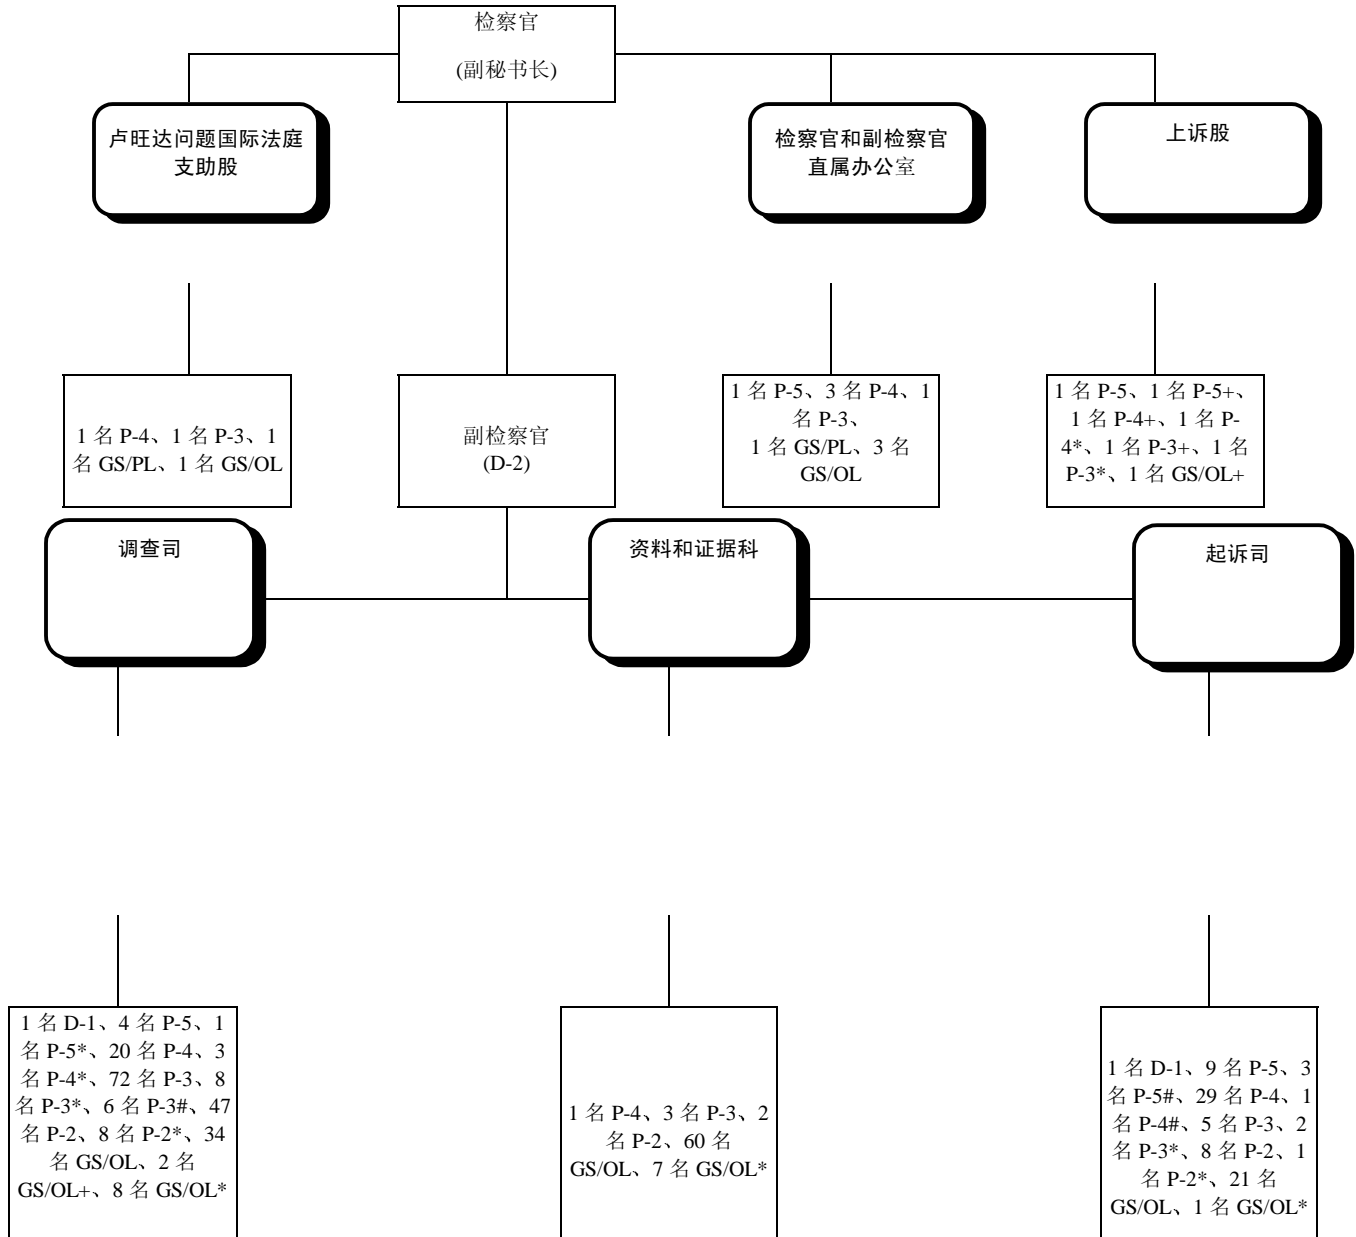 检察官
(副秘书长)
卢旺达问题国际法庭
支助股
检察官和副检察官
直属办公室
上诉股
1 名 P-4、1 名 P-3、1
名 GS/PL、1 名 GS/OL
副检察官
(D-2)
1 名 P-5、3 名 P-4、1
名 P-3、
1 名 GS/PL、3 名
GS/OL
1 名 P-5、1 名 P-5+、
1 名 P-4+、1 名 P-
4*、1 名 P-3+、1 名
P-3*、1 名 GS/OL+
调查司
资料和证据科
起诉司
1 名 D-1、4 名 P-5、1
名 P-5*、20 名 P-4、3
名 P-4*、72 名 P-3、8
名 P-3*、6 名 P-3#、47
名 P-2、8 名 P-2*、34
名 GS/OL、2 名
GS/OL+、8 名 GS/OL*
1 名 P-4、3 名 P-3、2
名 P-2、60 名
GS/OL、7 名 GS/OL*
1 名 D-1、9 名 P-5、3
名 P-5#、29 名 P-4、1
名 P-4#、5 名 P-3、2
名 P-3*、8 名 P-2、1
名 P-2*、21 名
GS/OL、1 名 GS/OL*